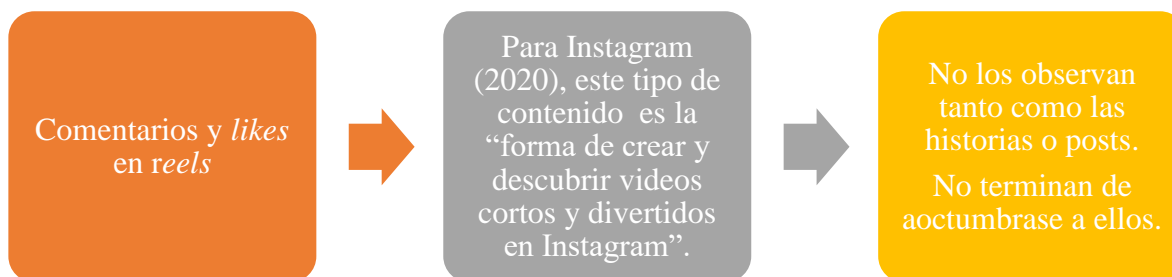 Comentarios y likes
en reels
Para Instagram
(2020), este tipo de
contenido es la
“forma de crear y
descubrir videos
cortos y divertidos
en Instagram”.
No los observan
tanto como las
historias o posts.
No terminan de
aoctumbrase a ellos.